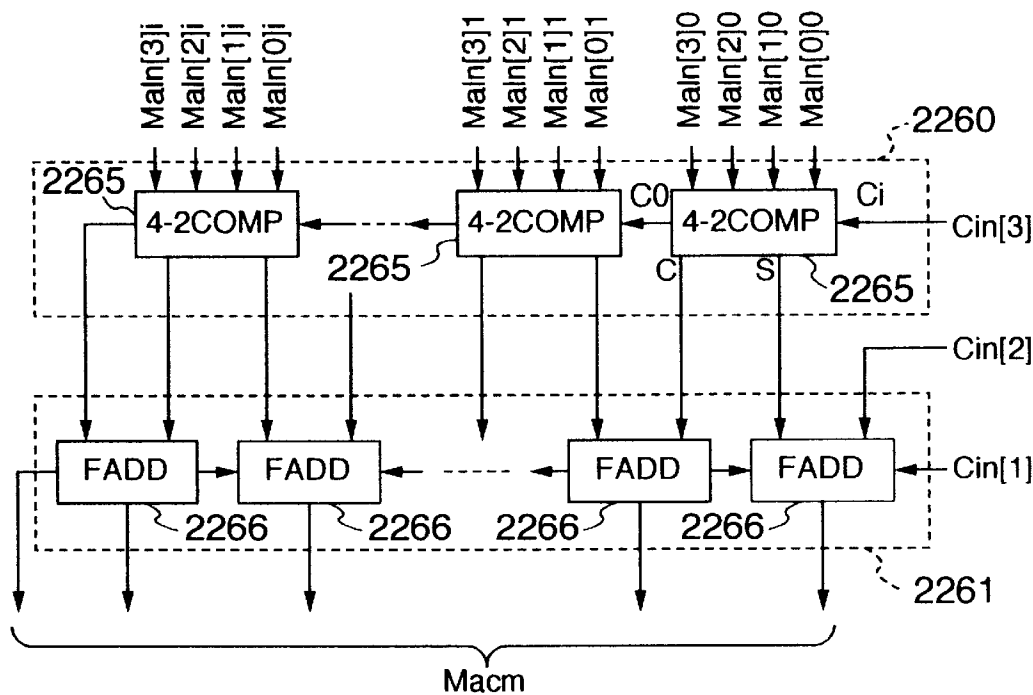 MaIn[3]i
MaIn[2]i
MaIn[1]i
MaIn[0]i
MaIn[3]1
MaIn[2]1
MaIn[1]1
MaIn[0]1
MaIn[3]0
MaIn[2]0
MaIn[1]0
MaIn[0]0
2260
2265
4-2COMP
4-2COMP
C0
4-2COMP
Ci
Cin[3]
2265
C
S
2265
Cin[2]
FADD
FADD
FADD
FADD
Cin[1]
2266
2266
2266
2266
2261
Macm